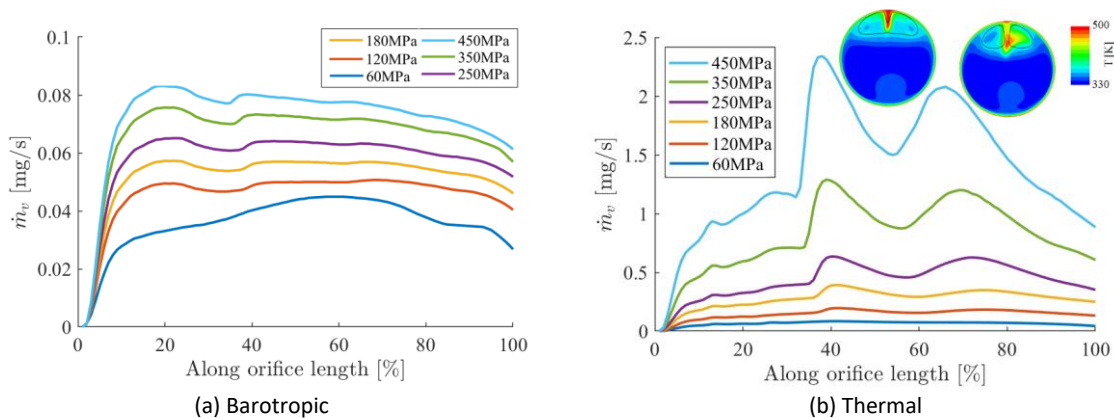 0.1
0.08
0.06
0.04
0.02
0
ṁᵥ [mg/s]
180MPa 450MPa
120MPa 350MPa
60MPa 250MPa
0 20 40 60 80 100
Along orifice length [%]
(a) Barotropic
2.5
2
1.5
1
0.5
0
ṁᵥ [mg/s]
450MPa
350MPa
250MPa
180MPa
120MPa
60MPa
500
T[K]
330
0 20 40 60 80 100
Along orifice length [%]
(b) Thermal